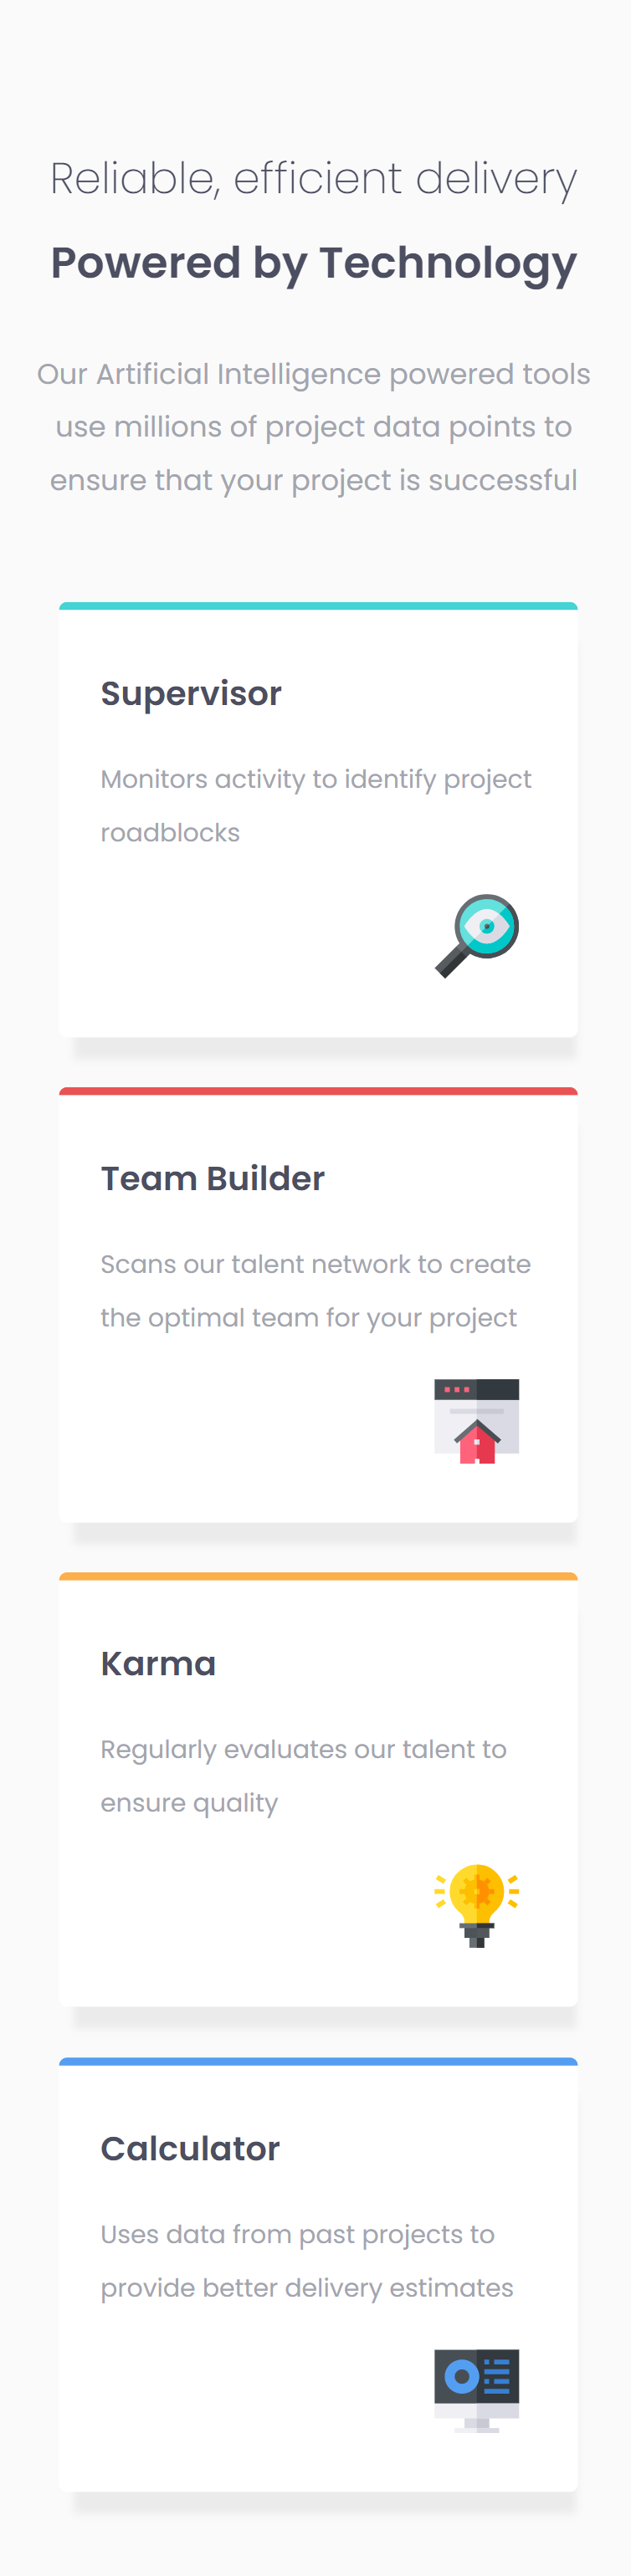 Reliable, efficient delivery
Powered by Technology
Our Artificial Intelligence powered tools
use millions of project data points to
ensure that your project is successful
Supervisor
Monitors activity to identify project
roadblocks
Team Builder
Scans our talent network to create
the optimal team for your project
Karma
Regularly evaluates our talent to
ensure quality
Calculator
Uses data from past projects to
provide better delivery estimates